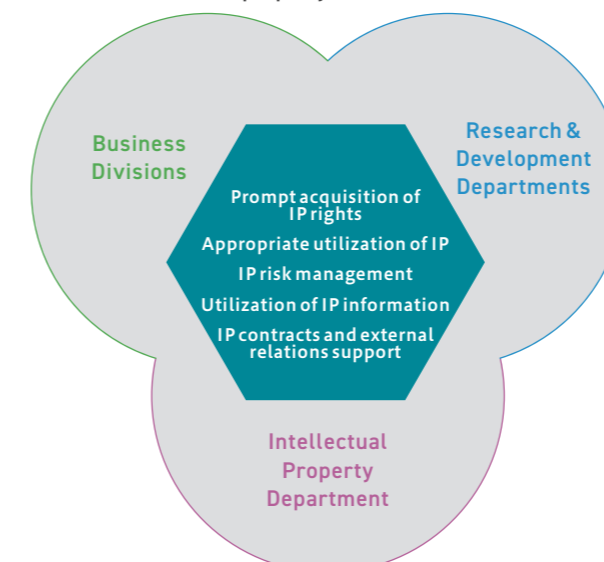 Business
Divisions
Research &
Development
Departments
Prompt acquisition of
IP rights
Appropriate utilization of IP
IP risk management
Utilization of IP information
IP contracts and external
relations support
Intellectual
Property
Department